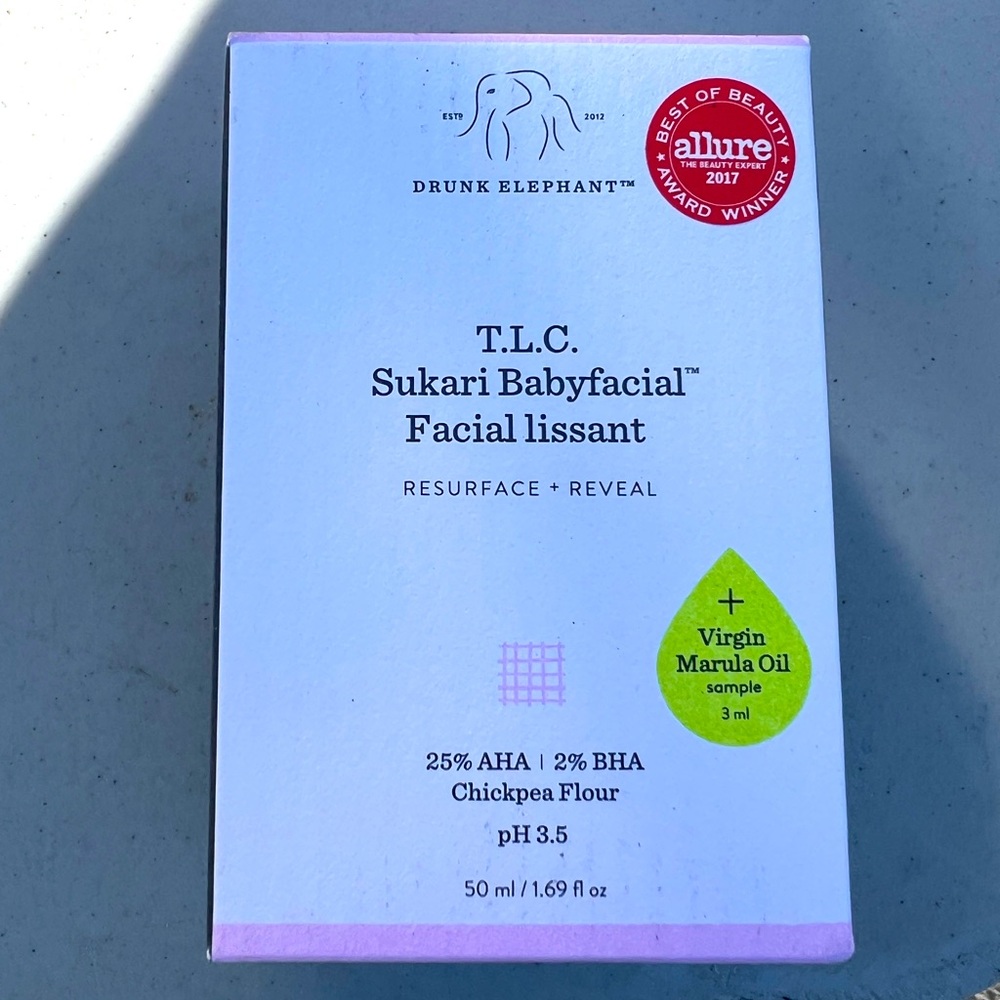 ESTD 2012
DRUNK ELEPHANT™
BEST OF BEAUTY
allure
THE BEAUTY EXPERT
2017
AWARD WINNER
T.L.C.
Sukari Babyfacial™
Facial lissant
RESURFACE + REVEAL
+
Virgin
Marula Oil
sample
3 ml
25% AHA | 2% BHA
Chickpea Flour
pH 3.5
50 ml / 1.69 fl oz